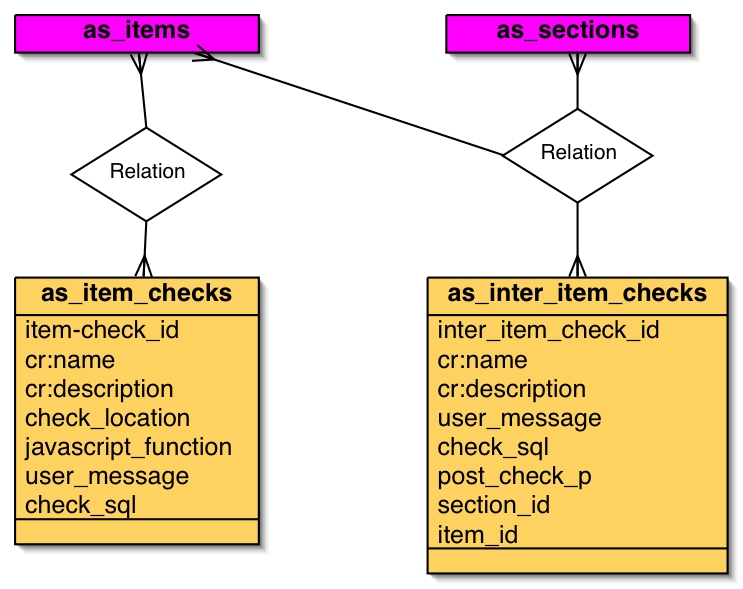 as_items
as_sections
Relation
Relation
as_item_checks
item-check_id
cr:name
cr:description
check_location
javascript_function
user_message
check_sql
as_inter_item_checks
inter_item_check_id
cr:name
cr:description
user_message
check_sql
post_check_p
section_id
item_id